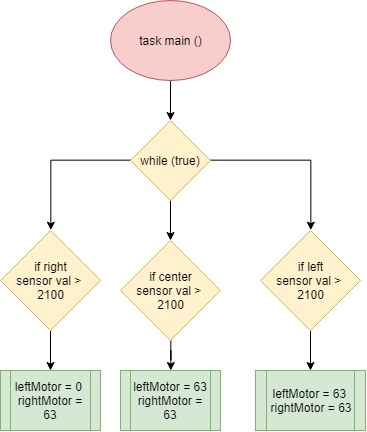 task main ()
while (true)
if right
sensor val >
2100
if center
sensor val >
2100
if left
sensor val >
2100
leftMotor = 0
rightMotor =
63
leftMotor = 63
rightMotor =
63
leftMotor = 63
rightMotor = 63